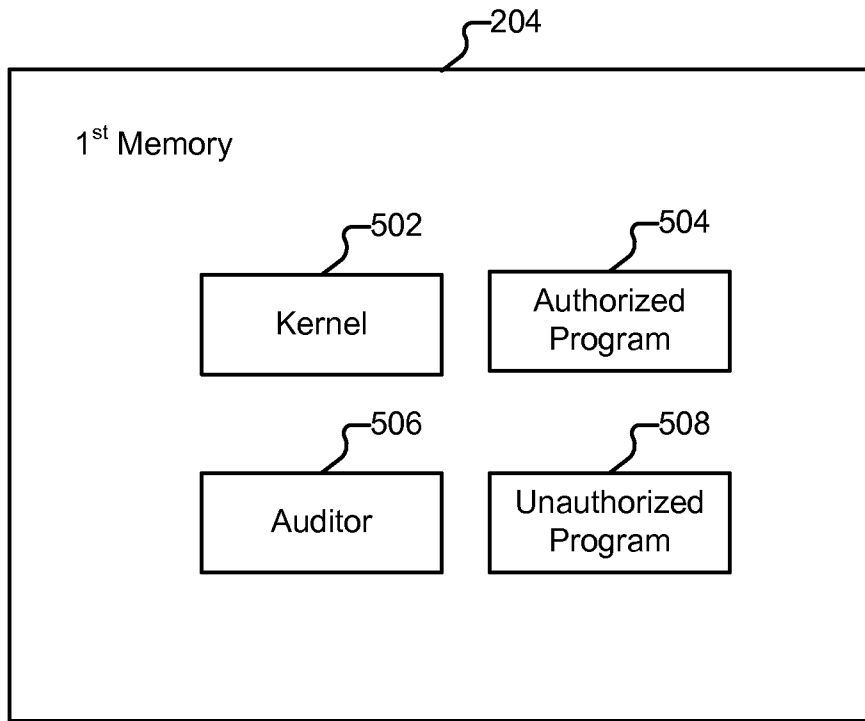 204
1st Memory
502
504
Kernel
Authorized
Program
506
508
Auditor
Unauthorized
Program